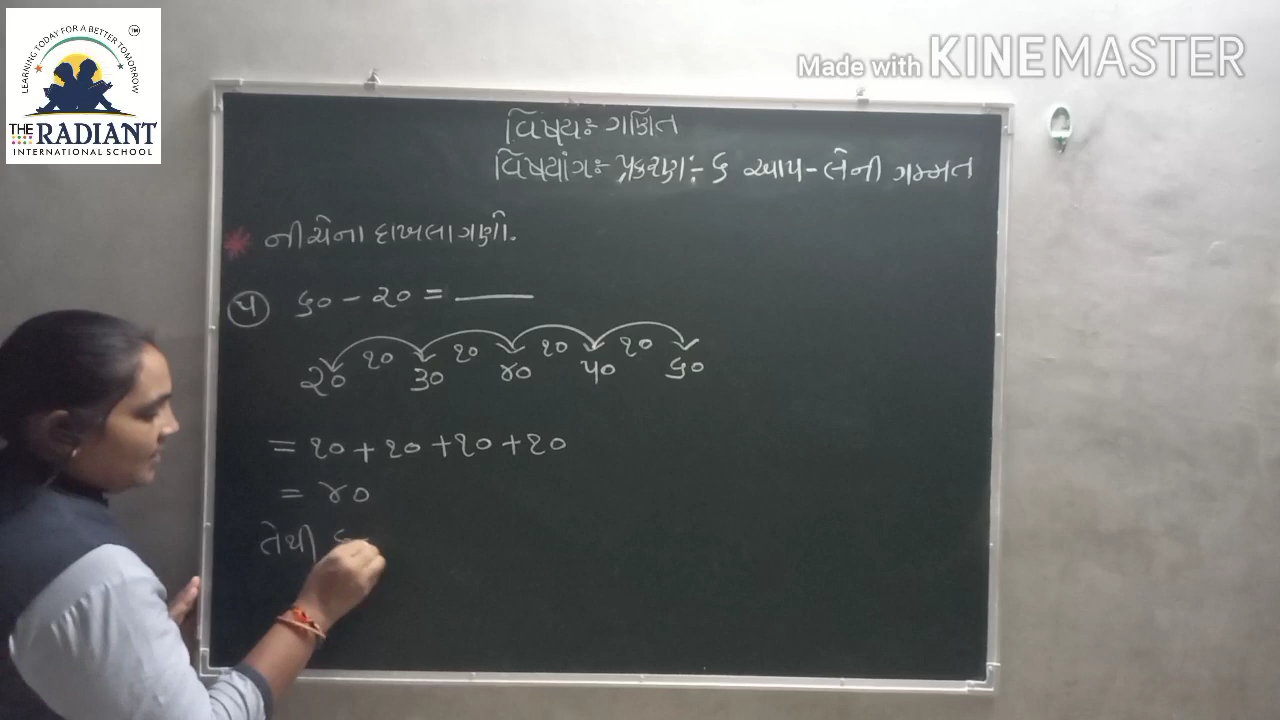 LEARNING TODAY FOR A BETTER TOMORROW
TM
THE RADIANT
INTERNATIONAL SCHOOL
Made with KINEMASTER
વિષય:- ગણિત
વિષયાંગ:- પ્રકરણ:- ૬ આપ-લેની ગમ્મત
નીચેના દાખલા ગણો.
૫ ૬૦ - ૨૦ = ____
૧૦ ૧૦ ૧૦ ૧૦
૨૦ ૩૦ ૪૦ ૫૦ ૬૦
= ૧૦ + ૧૦ + ૧૦ + ૧૦
= ૪૦
તેથી